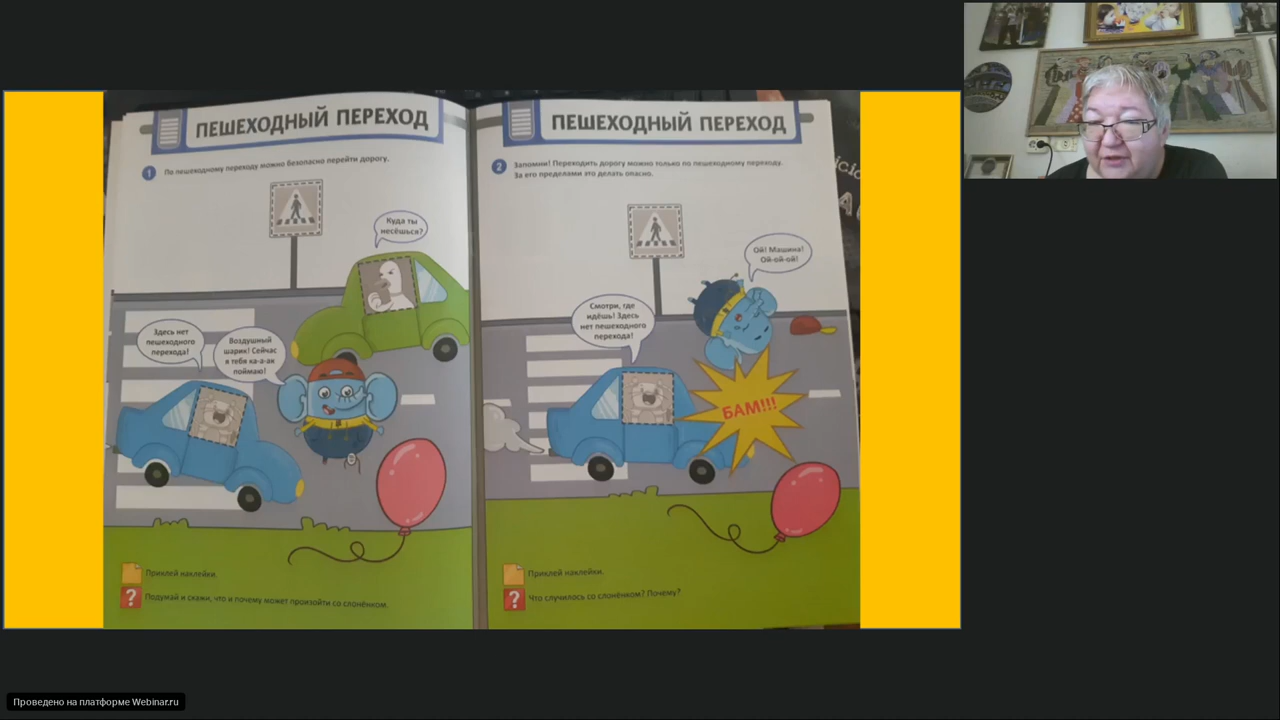 ПЕШЕХОДНЫЙ ПЕРЕХОД
1
По пешеходному переходу можно безопасно перейти дорогу.
Куда ты
несёшься?
Здесь нет
пешеходного
перехода!
Воздушный
шарик! Сейчас
я тебя ка-а-ак
поймаю!
Приклей наклейки.
?
Подумай и скажи, что и почему может произойти со слонёнком.
ПЕШЕХОДНЫЙ ПЕРЕХОД
2
Запомни! Переходить дорогу можно только по пешеходному переходу.
За его пределами это делать опасно.
Ой! Машина!
Ой-ой-ой!
Смотри, где
идёшь! Здесь
нет пешеходного
перехода!
БАМ!!!
Приклей наклейки.
?
Что случилось со слонёнком? Почему?
Проведено на платформе Webinar.ru